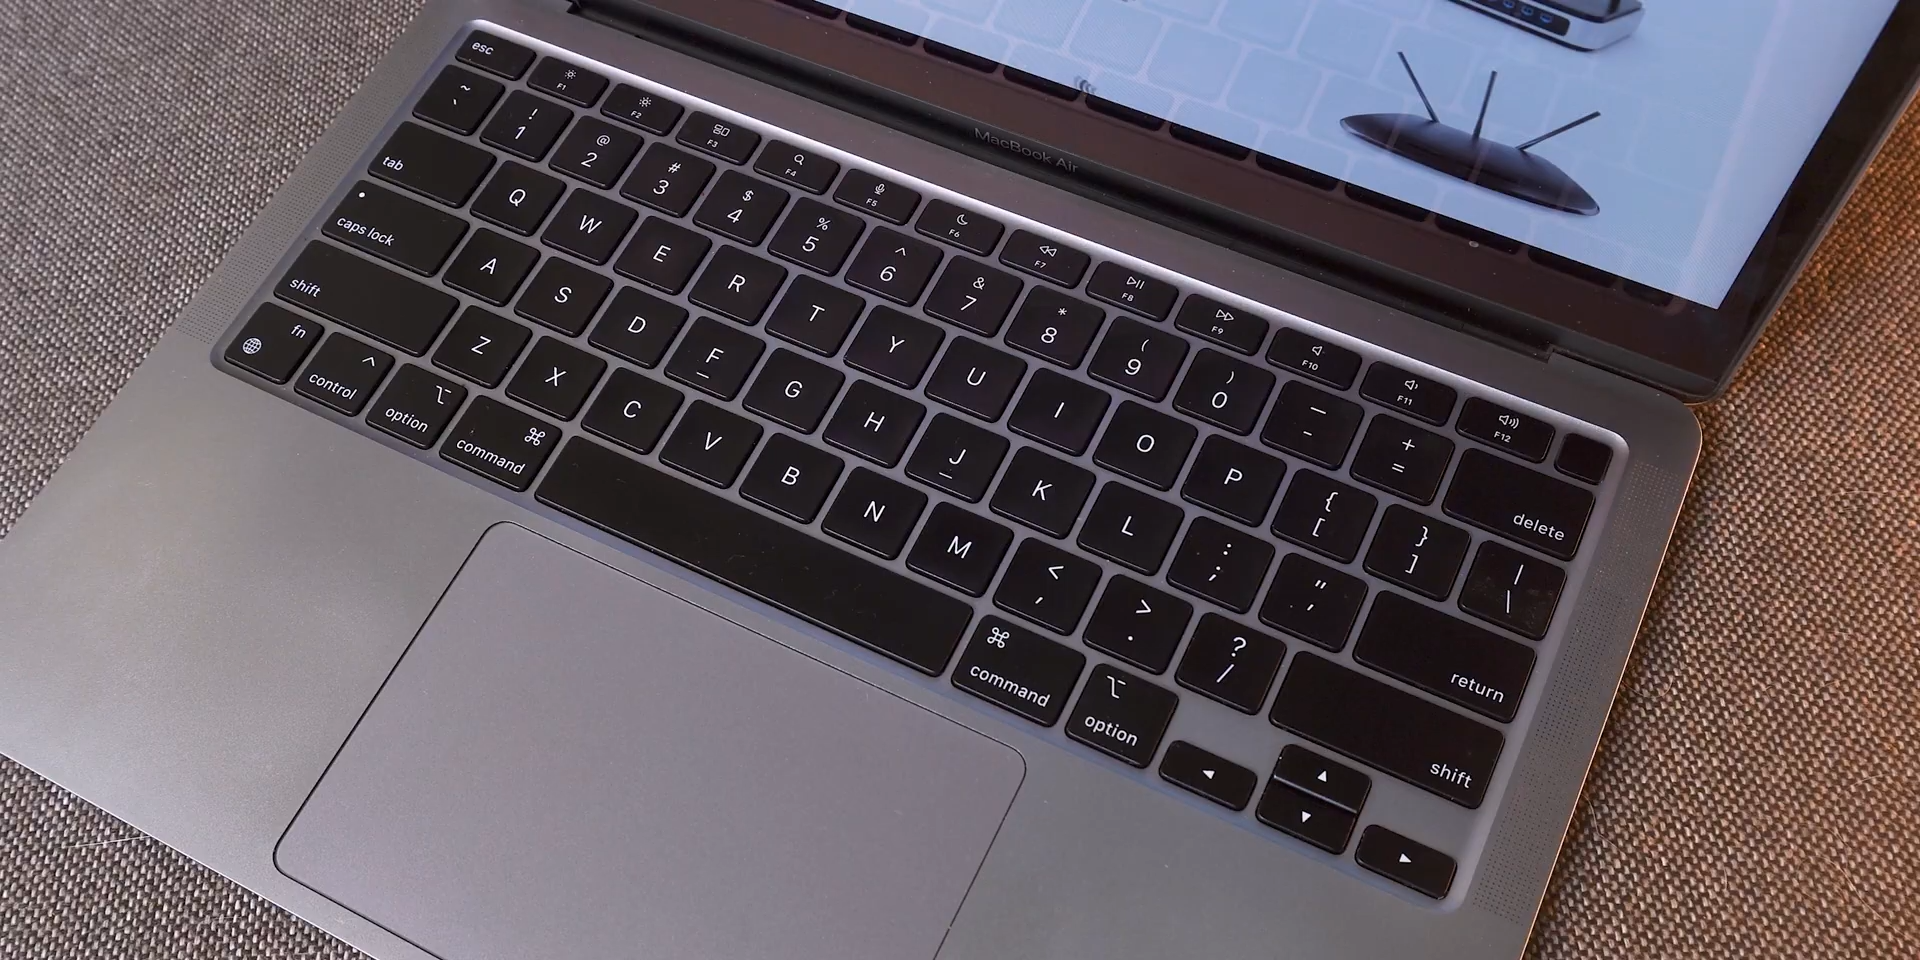 MacBook Air
esc F1 F2 F3 F4 F5 F6 F7 F8 F9 F10 F11 F12
~ ` ! 1 @ 2 # 3 $ 4 % 5 ^ 6 & 7 * 8 ( 9 ) 0 — - + = delete
tab Q W E R T Y U I O P { [ } ] | \
caps lock A S D F G H J K L : ; " ' return
shift Z X C V B N M < , > . ? / shift
fn control ^ option ⌥ command ⌘ ⌘ command ⌥ option ◀ ▲ ▼ ▶